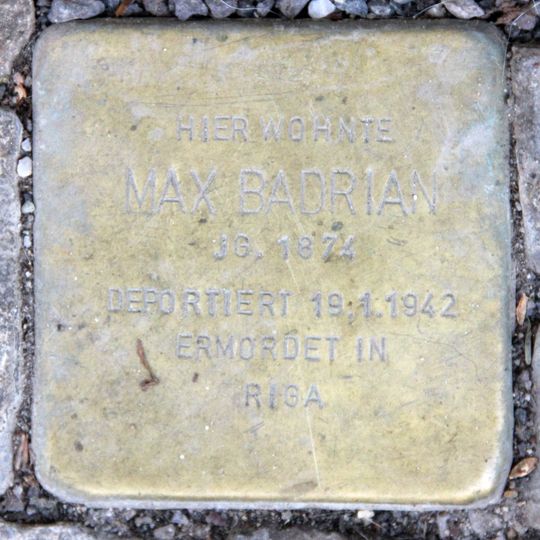 HIER WOHNTE
MAX BADRIAN
JG. 1874
DEPORTIERT 19.1.1942
ERMORDET IN
RIGA